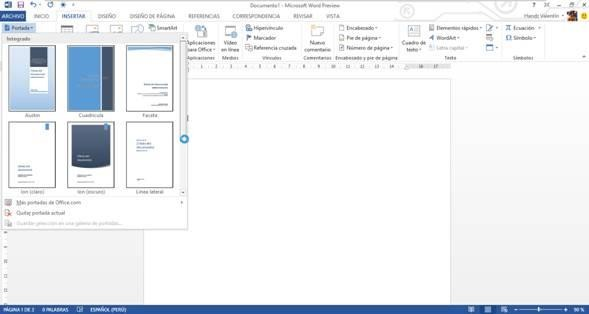 Documento1 - Microsoft Word Preview
ARCHIVO INICIO INSERTAR DISEÑO DISEÑO DE PÁGINA REFERENCIAS CORRESPONDENCIA REVISAR VISTA Handz Valentin
Portada SmartArt Hipervínculo Encabezado Elementos rápidos Ecuación
Marcador Pie de página WordArt Símbolo
Aplicaciones para Office Vídeo en línea Referencia cruzada Nuevo comentario Número de página Cuadro de texto Letra capital
Aplicaciones Medios Vínculos Comentarios Encabezado y pie de página Texto Símbolos
Integrado
Austin Cuadrícula Faceta
Ion (claro) Ion (oscuro) Línea lateral
Más portadas de Office.com
Quitar portada actual
Guardar selección en una galería de portadas...
PÁGINA 1 DE 2 0 PALABRAS ESPAÑOL (PERÚ) 90 %